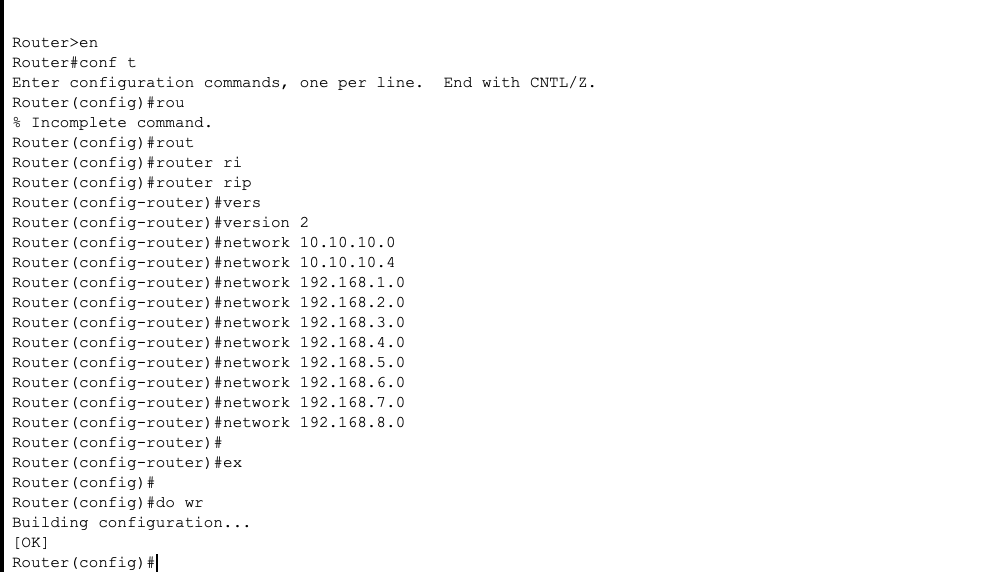 Router>en
Router#conf t
Enter configuration commands, one per line.  End with CNTL/Z.
Router(config)#rou
% Incomplete command.
Router(config)#rout
Router(config)#router ri
Router(config)#router rip
Router(config-router)#vers
Router(config-router)#version 2
Router(config-router)#network 10.10.10.0
Router(config-router)#network 10.10.10.4
Router(config-router)#network 192.168.1.0
Router(config-router)#network 192.168.2.0
Router(config-router)#network 192.168.3.0
Router(config-router)#network 192.168.4.0
Router(config-router)#network 192.168.5.0
Router(config-router)#network 192.168.6.0
Router(config-router)#network 192.168.7.0
Router(config-router)#network 192.168.8.0
Router(config-router)#
Router(config-router)#ex
Router(config)#
Router(config)#do wr
Building configuration...
[OK]
Router(config)#